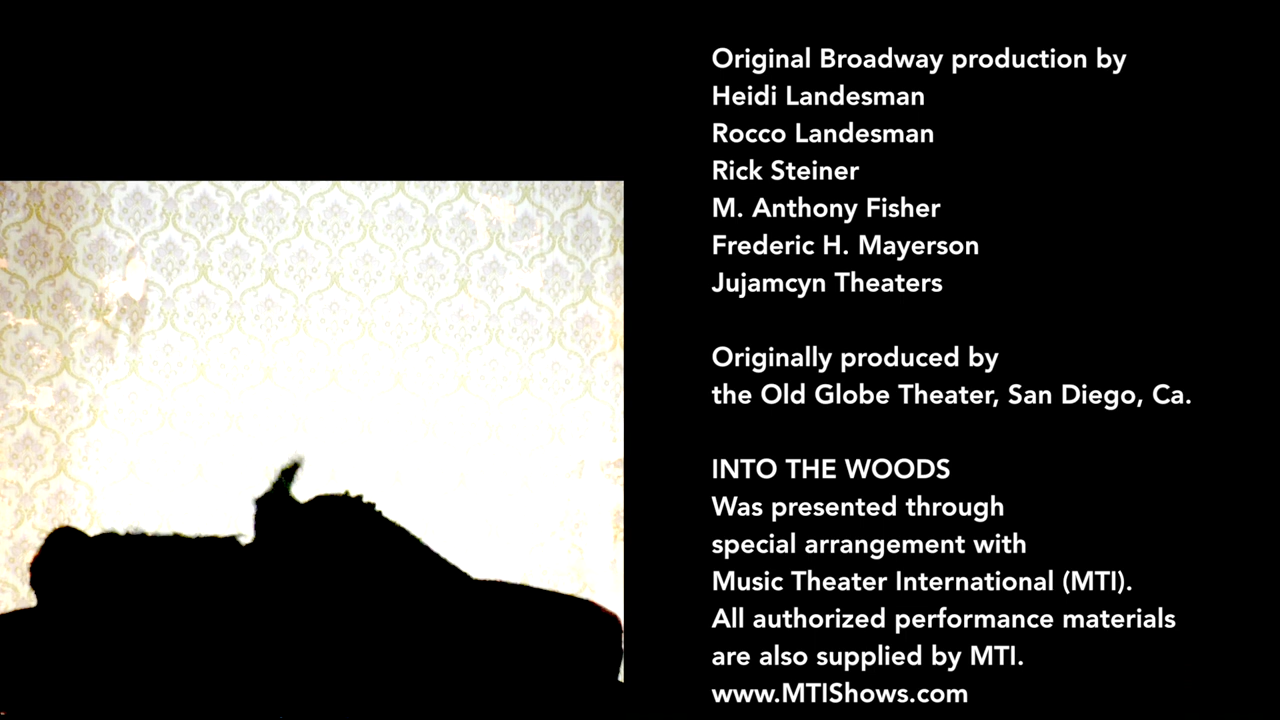 Original Broadway production by
Heidi Landesman
Rocco Landesman
Rick Steiner
M. Anthony Fisher
Frederic H. Mayerson
Jujamcyn Theaters
Originally produced by
the Old Globe Theater, San Diego, Ca.
INTO THE WOODS
Was presented through
special arrangement with
Music Theater International (MTI).
All authorized performance materials
are also supplied by MTI.
www.MTIShows.com